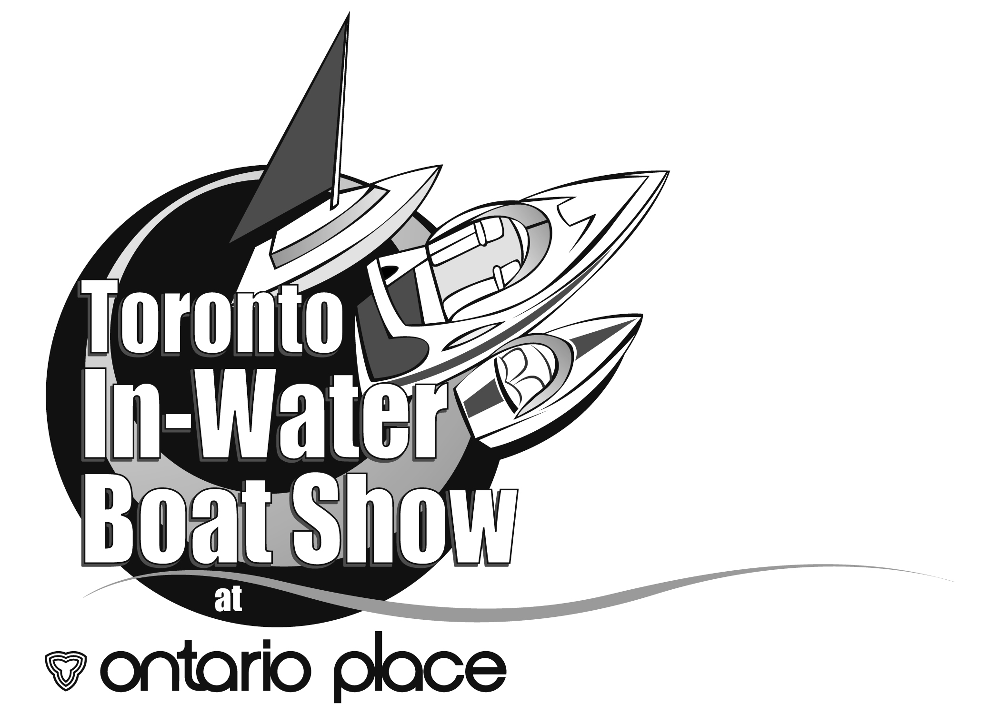 Toronto
In-Water
Boat Show
at
ontario place